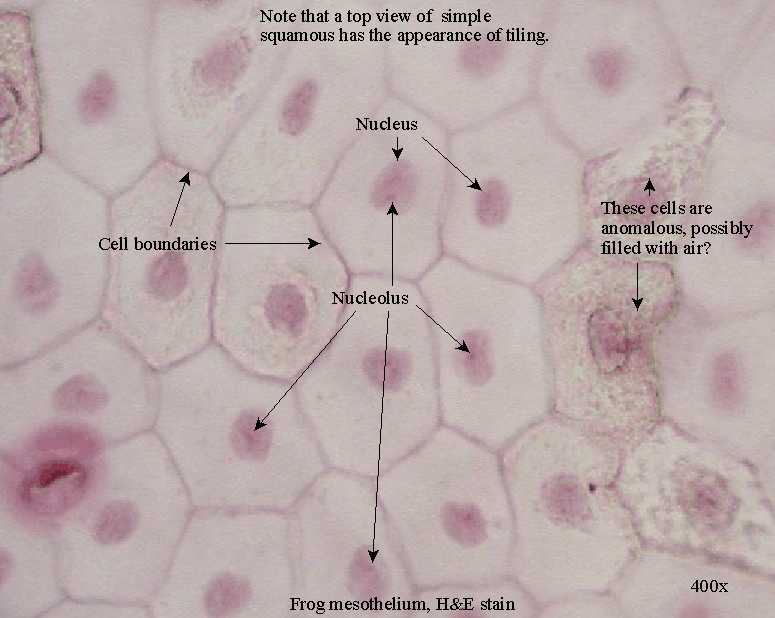 Note that a top view of simple
squamous has the appearance of tiling.
Nucleus
These cells are
anomalous, possibly
filled with air?
Cell boundaries
Nucleolus
400x
Frog mesothelium, H&E stain